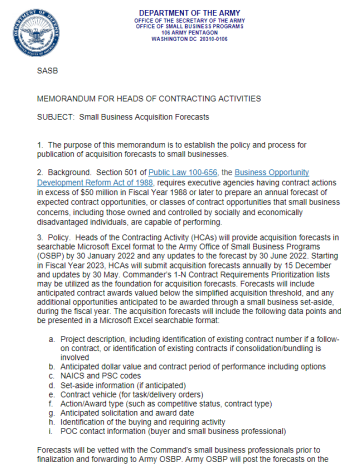 DEPARTMENT OF THE ARMY
OFFICE OF THE SECRETARY OF THE ARMY
OFFICE OF SMALL BUSINESS PROGRAMS
106 ARMY PENTAGON
WASHINGTON DC 20310-0106
SASB
MEMORANDUM FOR HEADS OF CONTRACTING ACTIVITIES
SUBJECT: Small Business Acquisition Forecasts
1. The purpose of this memorandum is to establish the policy and process for
publication of acquisition forecasts to small businesses.
2. Background. Section 501 of Public Law 100-656, the Business Opportunity
Development Reform Act of 1988, requires executive agencies having contract actions
in excess of $50 million in Fiscal Year 1988 or later to prepare an annual forecast of
expected contract opportunities, or classes of contract opportunities that small business
concerns, including those owned and controlled by socially and economically
disadvantaged individuals, are capable of performing.
3. Policy. Heads of the Contracting Activity (HCAs) will provide acquisition forecasts in
searchable Microsoft Excel format to the Army Office of Small Business Programs
(OSBP) by 30 January 2022 and any updates to the forecast by 30 June 2022. Starting
in Fiscal Year 2023, HCAs will submit acquisition forecasts annually by 15 December
and updates by 30 May. Commander's 1-N Contract Requirements Prioritization lists
may be utilized as the foundation for acquisition forecasts. Forecasts will include
anticipated contract awards valued below the simplified acquisition threshold, and any
additional opportunities anticipated to be awarded through a small business set-aside,
during the fiscal year. The acquisition forecasts will include the following data points and
be presented in a Microsoft Excel searchable format:
a. Project description, including identification of existing contract number if a follow-
on contract, or identification of existing contracts if consolidation/bundling is
involved
b. Anticipated dollar value and contract period of performance including options
c. NAICS and PSC codes
d. Set-aside information (if anticipated)
e. Contract vehicle (for task/delivery orders)
f. Action/Award type (such as competitive status, contract type)
g. Anticipated solicitation and award date
h. Identification of the buying and requiring activity
i. POC contact information (buyer and small business professional)
Forecasts will be vetted with the Command's small business professionals prior to
finalization and forwarding to Army OSBP. Army OSBP will post the forecasts on the